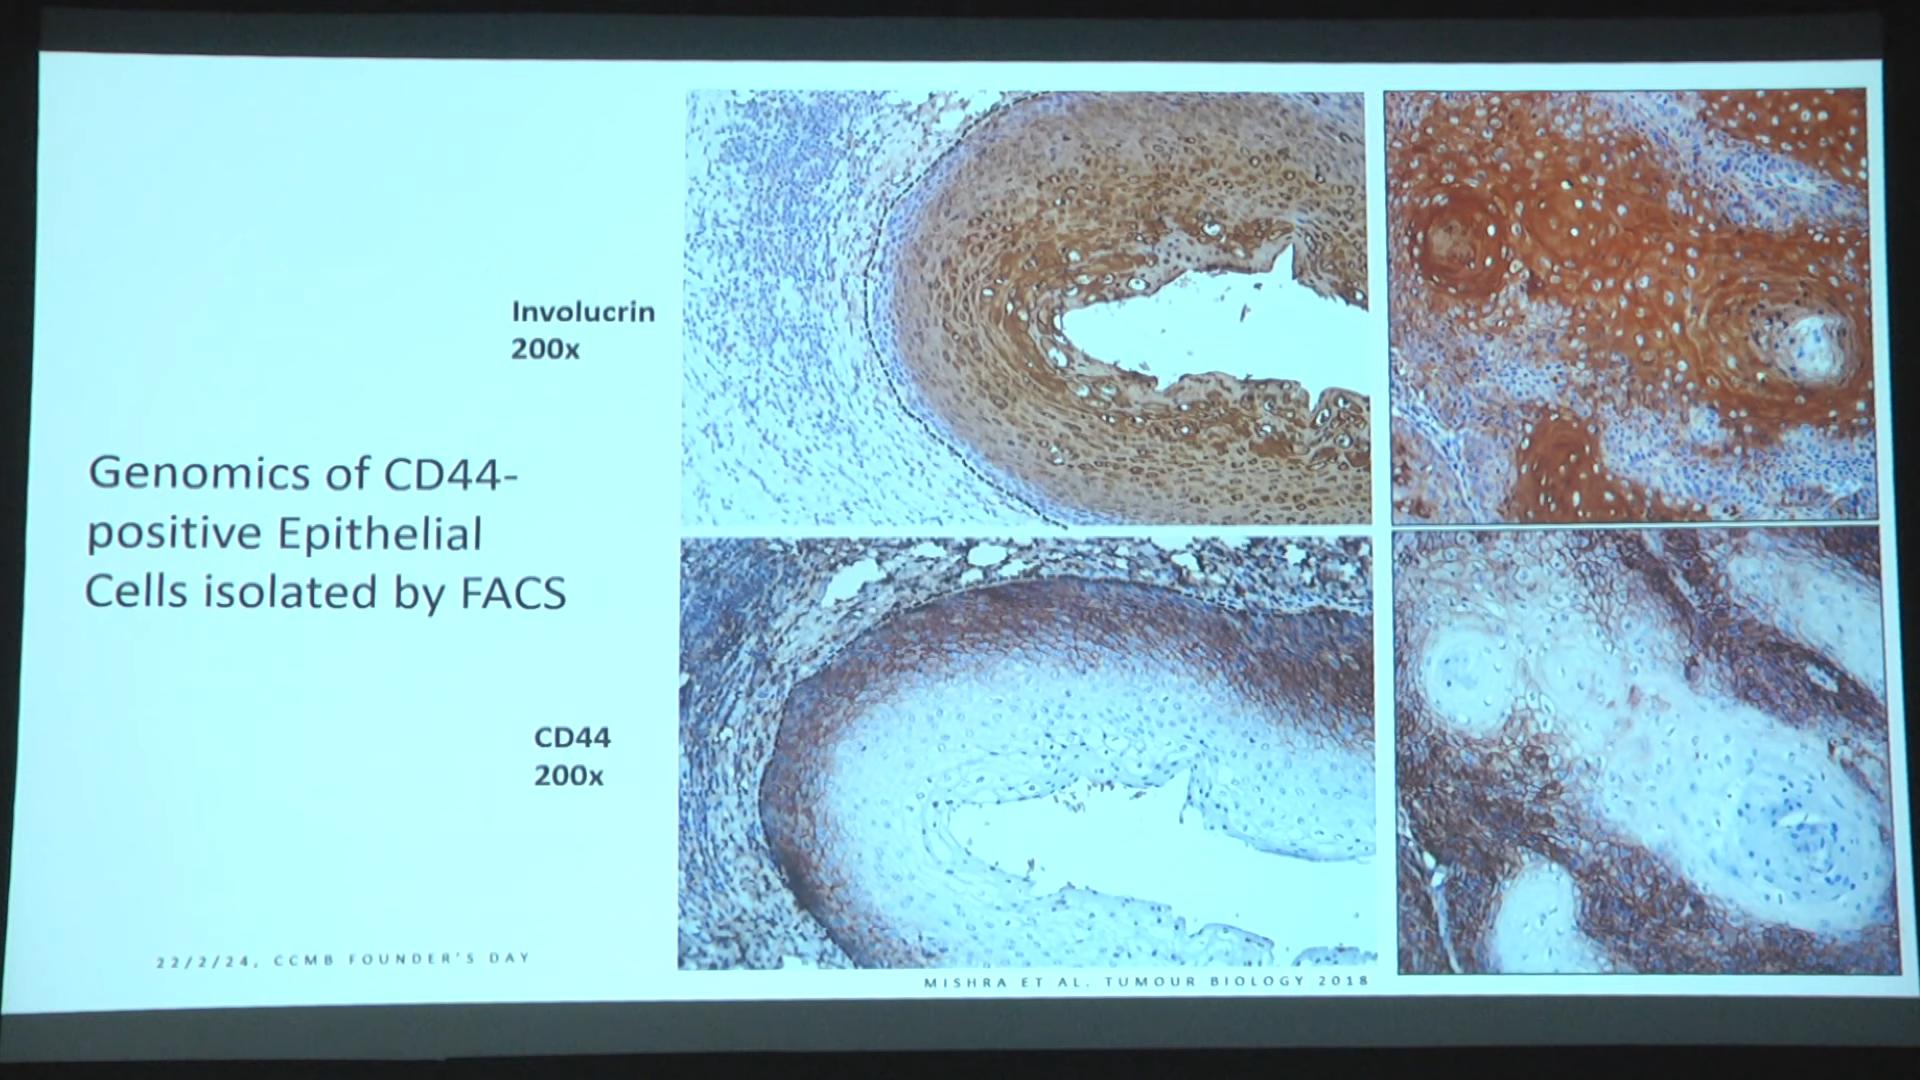 Involucrin
200x
Genomics of CD44-
positive Epithelial
Cells isolated by FACS
CD44
200x
22/2/24, CCMB FOUNDER'S DAY
MISHRA ET AL. TUMOUR BIOLOGY 2018